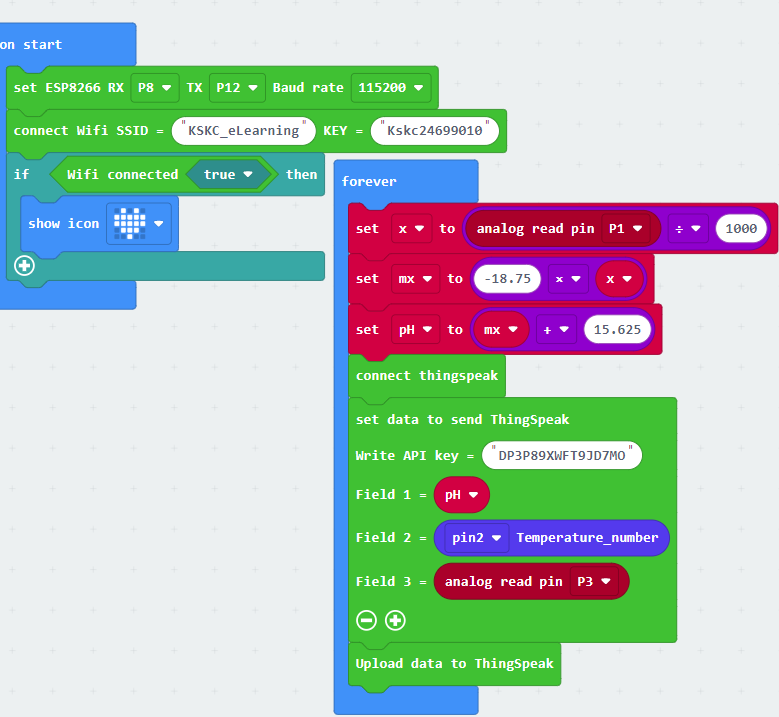 on start
set ESP8266 RX P8 TX P12 Baud rate 115200
connect Wifi SSID = "KSKC_eLearning" KEY = "Kskc24699010"
if Wifi connected true then
show icon
forever
set x to analog read pin P1 ÷ 1000
set mx to -18.75 x x
set pH to mx + 15.625
connect thingspeak
set data to send ThingSpeak
Write API key = "DP3P89XWFT9JD7MO"
Field 1 = pH
Field 2 = pin2 Temperature_number
Field 3 = analog read pin P3
Upload data to ThingSpeak